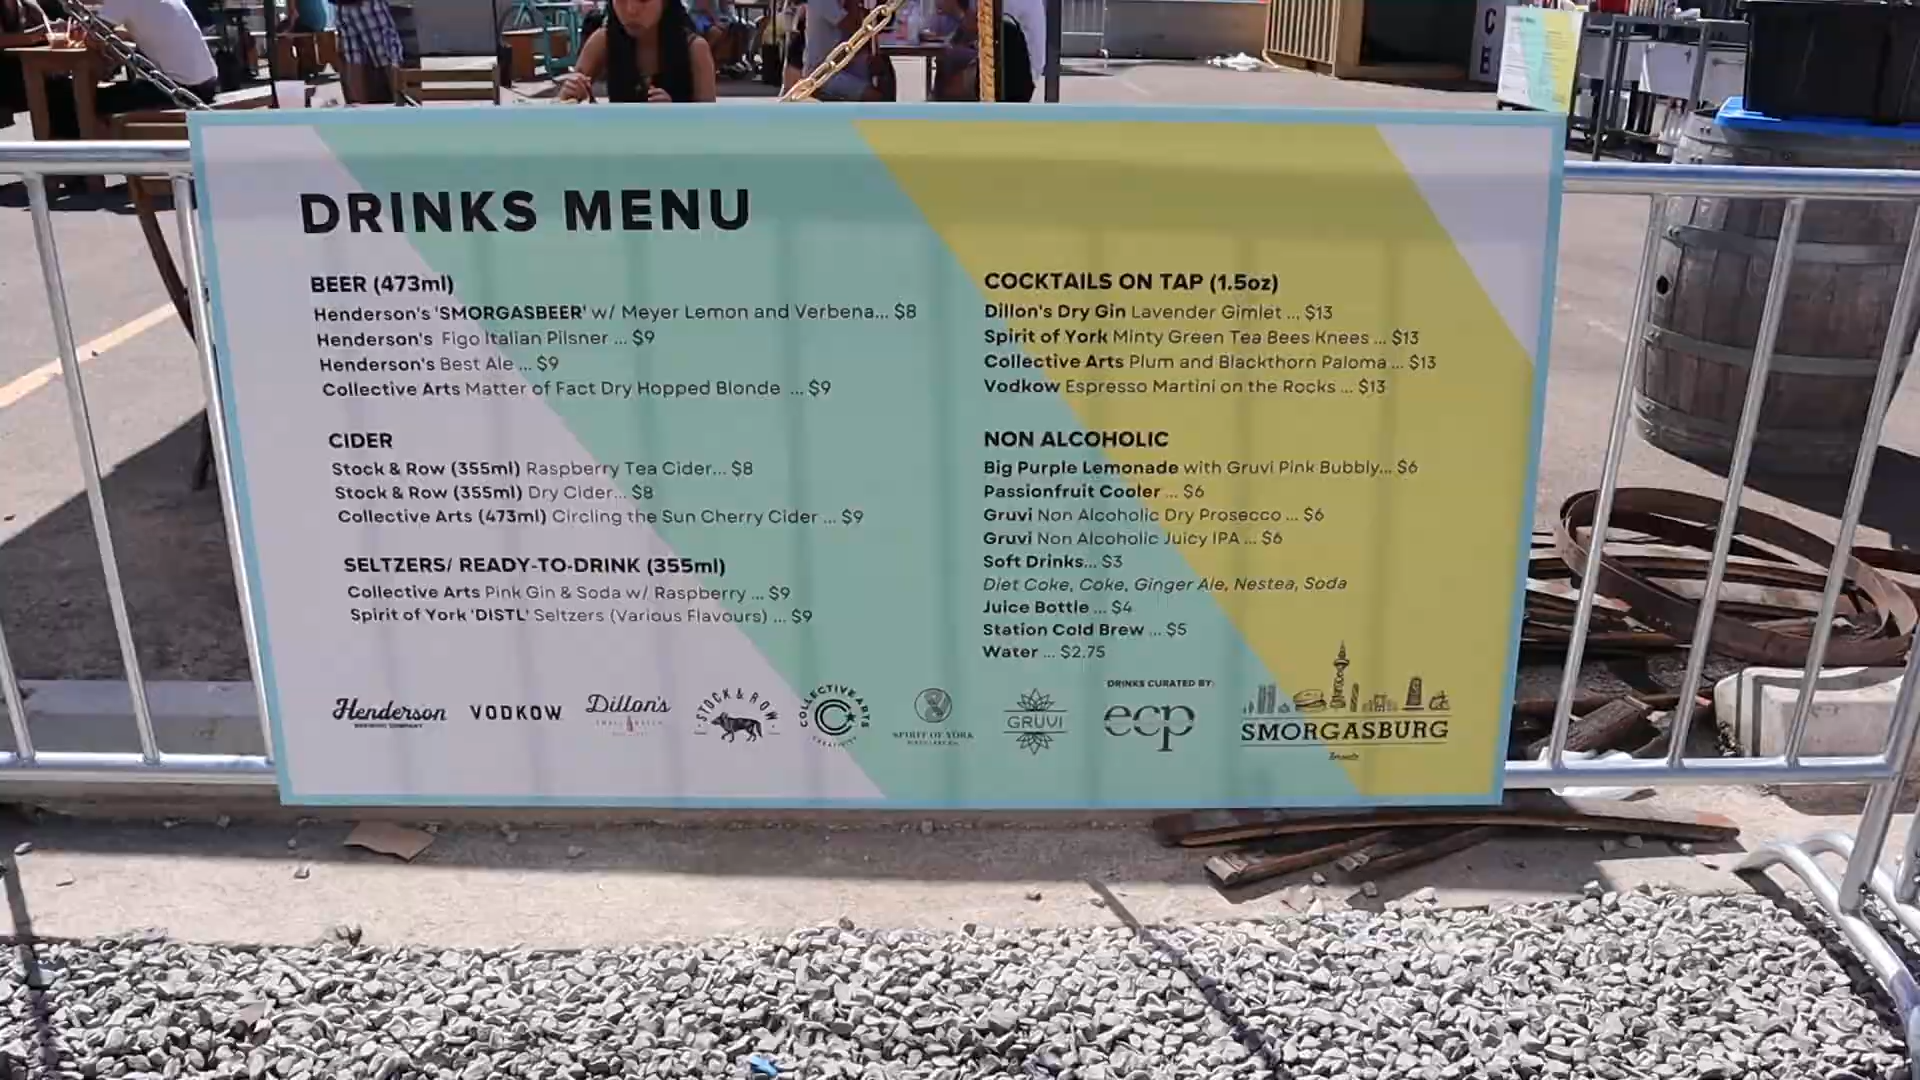 DRINKS MENU
BEER (473ml)
Henderson's 'SMORGASBEER' w/ Meyer Lemon and Verbena... $8
Henderson's Figo Italian Pilsner ... $9
Henderson's Best Ale ... $9
Collective Arts Matter of Fact Dry Hopped Blonde ... $9
CIDER
Stock & Row (355ml) Raspberry Tea Cider... $8
Stock & Row (355ml) Dry Cider... $8
Collective Arts (473ml) Circling the Sun Cherry Cider ... $9
SELTZERS/ READY-TO-DRINK (355ml)
Collective Arts Pink Gin & Soda w/ Raspberry ... $9
Spirit of York 'DISTL' Seltzers (Various Flavours) ... $9
COCKTAILS ON TAP (1.5oz)
Dillon's Dry Gin Lavender Gimlet ... $13
Spirit of York Minty Green Tea Bees Knees ... $13
Collective Arts Plum and Blackthorn Paloma ... $13
Vodkow Espresso Martini on the Rocks ... $13
NON ALCOHOLIC
Big Purple Lemonade with Gruvi Pink Bubbly... $6
Passionfruit Cooler ... $6
Gruvi Non Alcoholic Dry Prosecco ... $6
Gruvi Non Alcoholic Juicy IPA ... $6
Soft Drinks... $3
Diet Coke, Coke, Ginger Ale, Nestea, Soda
Juice Bottle ... $4
Station Cold Brew ... $5
Water ... $2.75
Henderson
BREWING COMPANY
VODKOW
Dillon's
STOCK & ROW
COLLECTIVE ARTS
CREATIVITY
SPIRIT OF YORK
GRUVI
DRINKS CURATED BY:
ecp
SMORGASBURG
Toronto